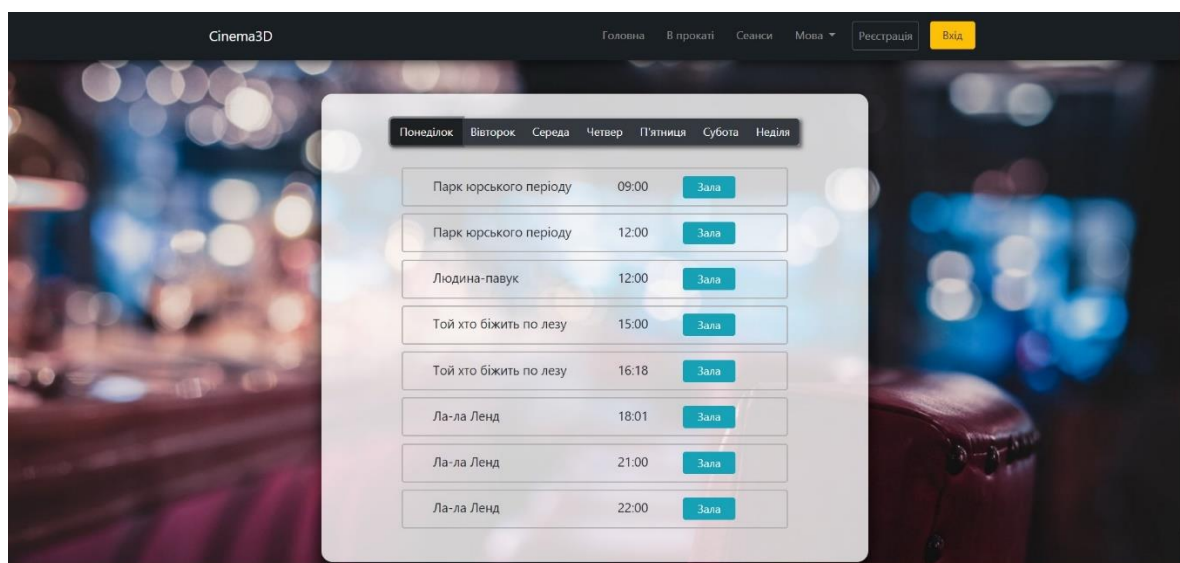 Cinema3D Головна В прокаті Сеанси Мова Реєстрація Вхід
Понеділок Вівторок Середа Четвер П'ятниця Субота Неділя
Парк юрського періоду 09:00 Зала
Парк юрського періоду 12:00 Зала
Людина-павук 12:00 Зала
Той хто біжить по лезу 15:00 Зала
Той хто біжить по лезу 16:18 Зала
Ла-ла Ленд 18:01 Зала
Ла-ла Ленд 21:00 Зала
Ла-ла Ленд 22:00 Зала